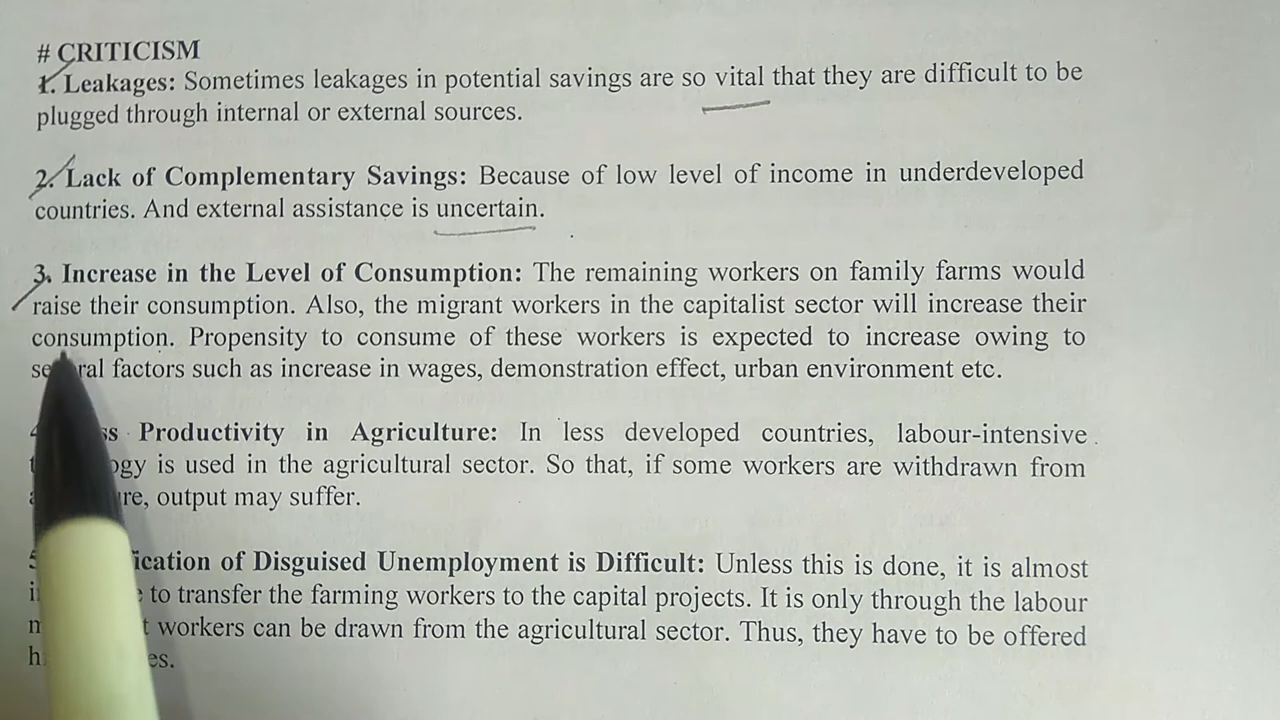 # CRITICISM
1. Leakages: Sometimes leakages in potential savings are so vital that they are difficult to be
plugged through internal or external sources.
2. Lack of Complementary Savings: Because of low level of income in underdeveloped
countries. And external assistance is uncertain.
3. Increase in the Level of Consumption: The remaining workers on family farms would
raise their consumption. Also, the migrant workers in the capitalist sector will increase their
consumption. Propensity to consume of these workers is expected to increase owing to
factors such as increase in wages, demonstration effect, urban environment etc.
Productivity in Agriculture: In less developed countries, labour-intensive
is used in the agricultural sector. So that, if some workers are withdrawn from
output may suffer.
of Disguised Unemployment is Difficult: Unless this is done, it is almost
to transfer the farming workers to the capital projects. It is only through the labour
workers can be drawn from the agricultural sector. Thus, they have to be offered